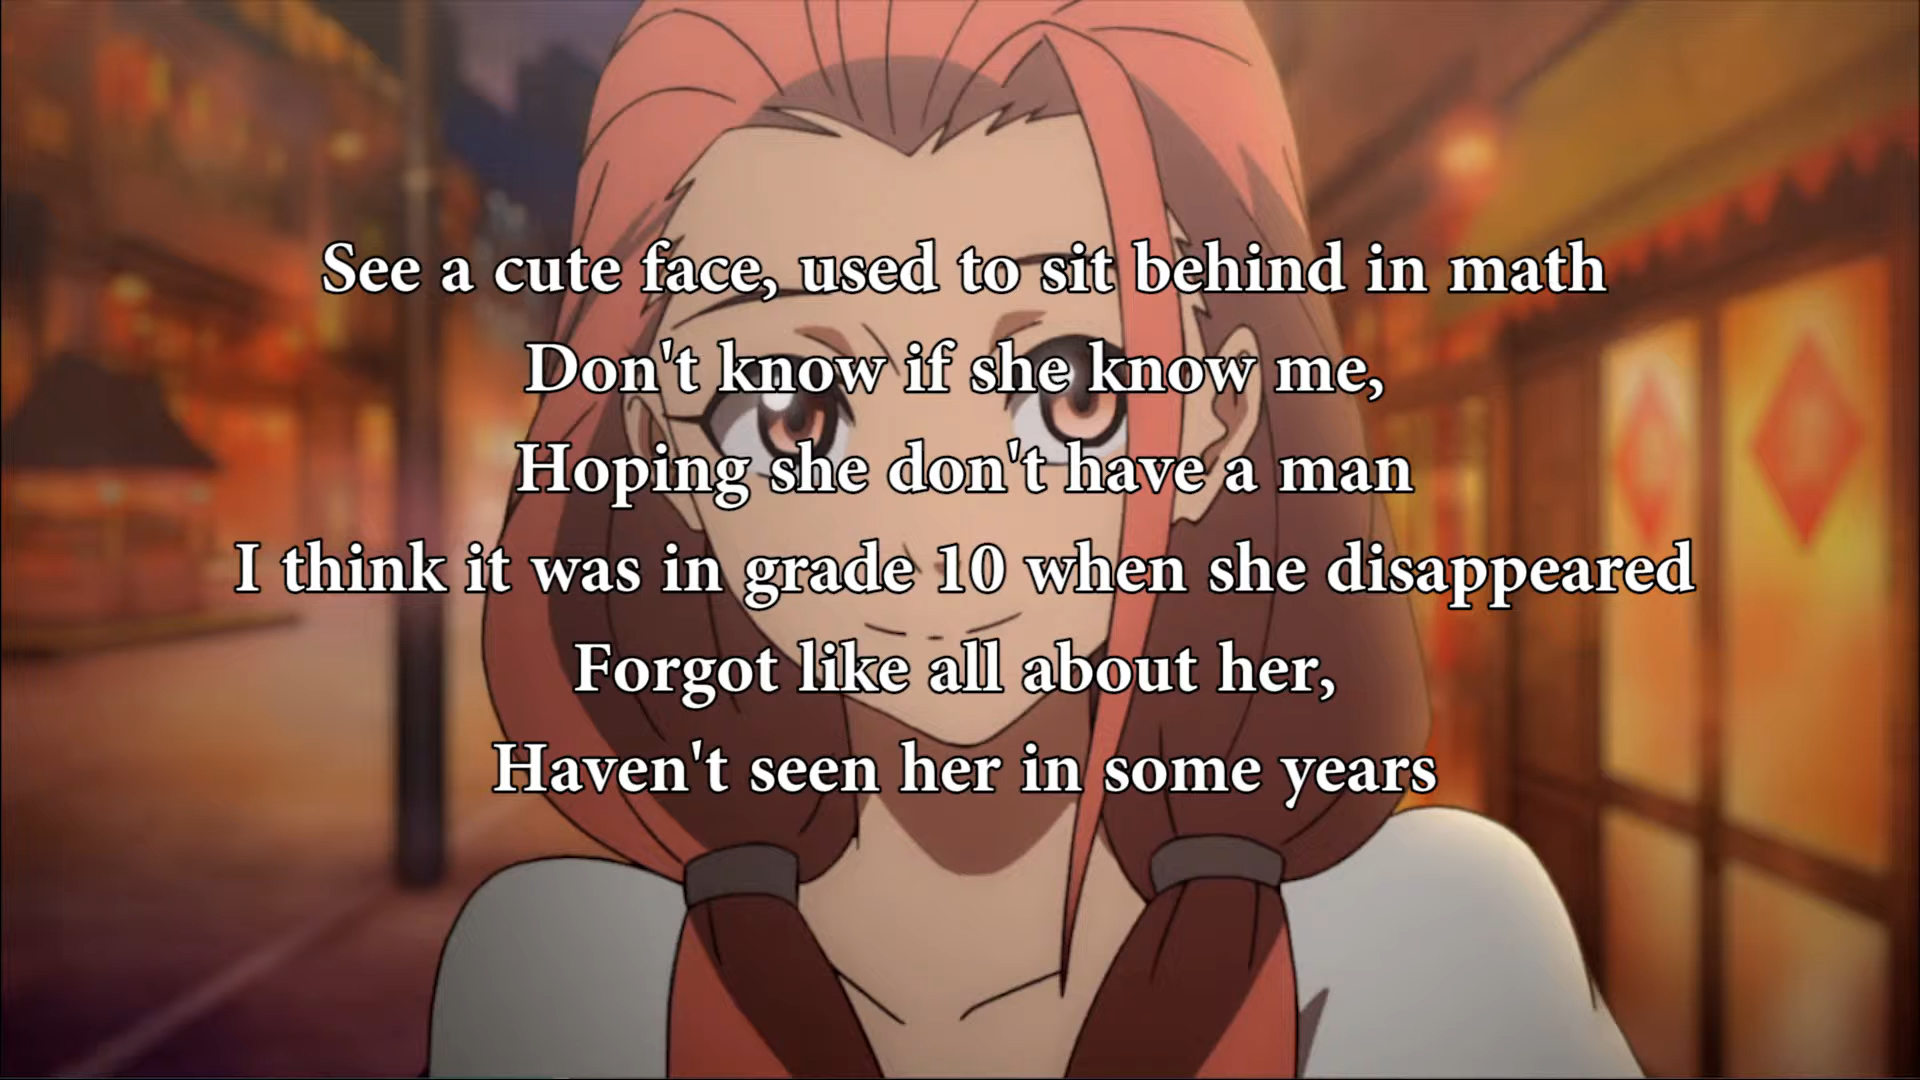 See a cute face, used to sit behind in math
Don't know if she know me,
Hoping she don't have a man
I think it was in grade 10 when she disappeared
Forgot like all about her,
Haven't seen her in some years